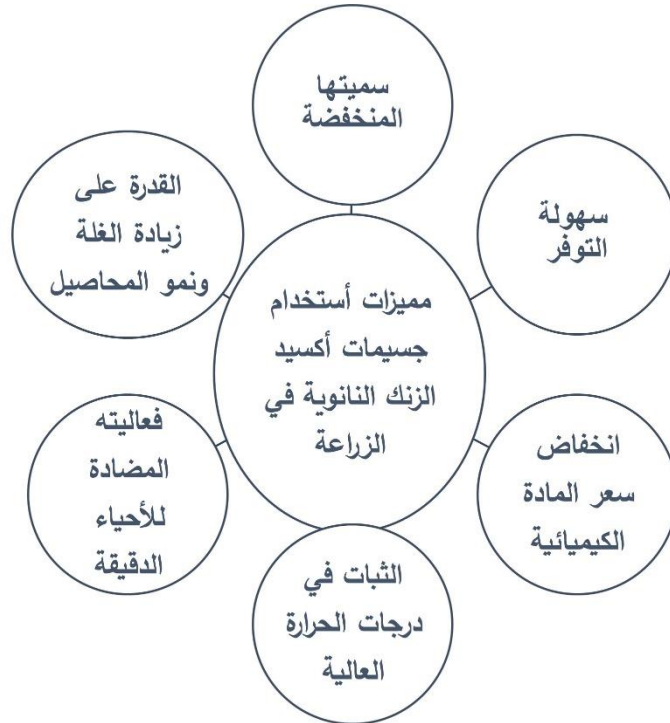 سميتها
المنخفضة
سهولة
التوفر
انخفاض
سعر المادة
الكيميائية
الثبات في
درجات الحرارة
العالية
فعاليته
المضادة
للأحياء
الدقيقة
القدرة على
زيادة الغلة
ونمو المحاصيل
مميزات أستخدام
جسيمات أكسيد
الزنك النانوية في
الزراعة